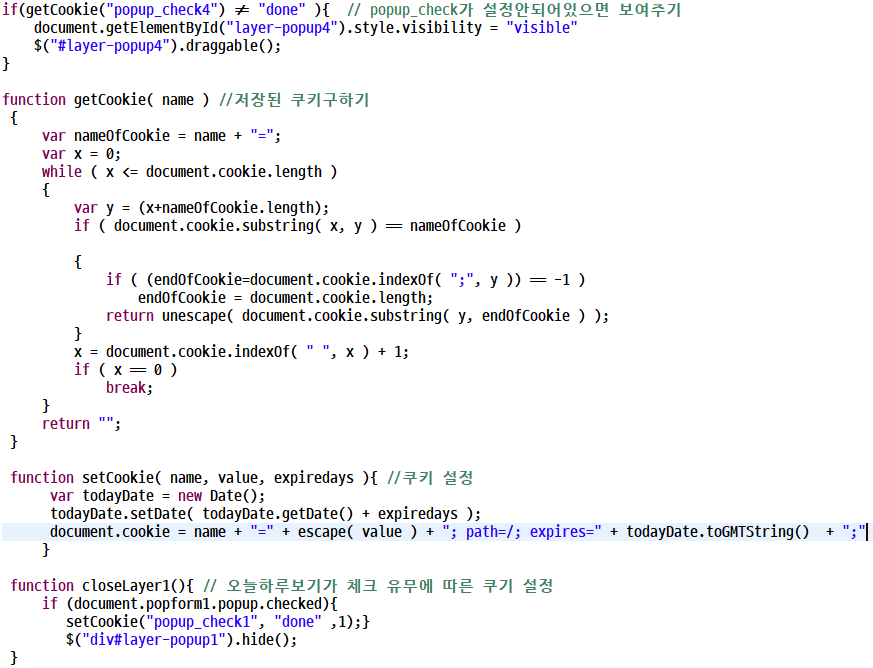 if(getCookie("popup_check4") != "done" ){  // popup_check가 설정안되어있으면 보여주기
    document.getElementById("layer-popup4").style.visibility = "visible"
    $("#layer-popup4").draggable();
}
function getCookie( name ) //저장된 쿠키구하기
 {
     var nameOfCookie = name + "=";
     var x = 0;
     while ( x <= document.cookie.length )
     {
         var y = (x+nameOfCookie.length);
         if ( document.cookie.substring( x, y ) == nameOfCookie )
         {
             if ( (endOfCookie=document.cookie.indexOf( ";", y )) == -1 )
                 endOfCookie = document.cookie.length;
             return unescape( document.cookie.substring( y, endOfCookie ) );
         }
         x = document.cookie.indexOf( " ", x ) + 1;
         if ( x == 0 )
             break;
     }
     return "";
 }
 function setCookie( name, value, expiredays ){ //쿠키 설정
      var todayDate = new Date();
      todayDate.setDate( todayDate.getDate() + expiredays );
      document.cookie = name + "=" + escape( value ) + "; path=/; expires=" + todayDate.toGMTString()  + ";"
     }
 function closeLayer1(){ // 오늘하루보기가 체크 유무에 따른 쿠기 설정
     if (document.popform1.popup.checked){
        setCookie("popup_check1", "done" ,1);}
        $("div#layer-popup1").hide();
 }